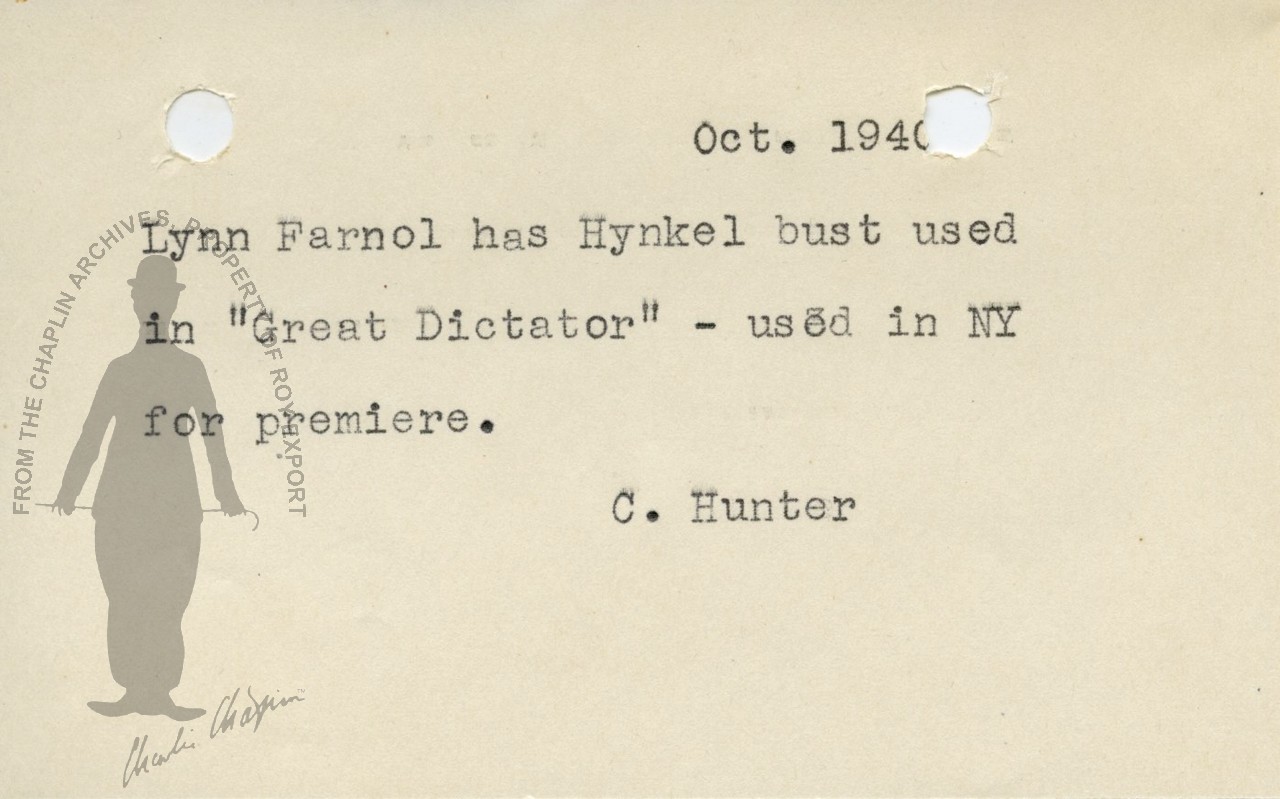 Oct. 1940
Lynn Farnol has Hynkel bust used
in "Great Dictator" - used in NY
for premiere.
C. Hunter
FROM THE CHAPLIN ARCHIVES, PROPERTY OF ROY EXPORT
Charlie Chaplin